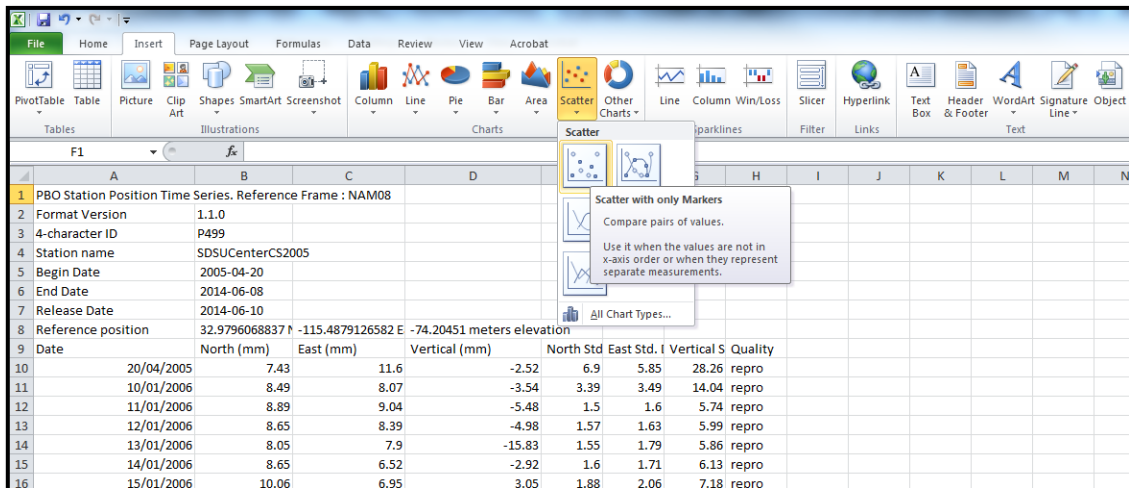 File Home Insert Page Layout Formulas Data Review View Acrobat
PivotTable Table Picture Clip Art Shapes SmartArt Screenshot Column Line Pie Bar Area Scatter Other Charts Line Column Win/Loss Slicer Hyperlink Text Box Header & Footer WordArt Signature Line Object
Tables Illustrations Charts Sparklines Filter Links Text
Scatter
F1 fx
A B C D H I J K L M N
Scatter with only Markers
Compare pairs of values.
Use it when the values are not in
x-axis order or when they represent
separate measurements.
All Chart Types...
1 PBO Station Position Time Series. Reference Frame : NAM08
2 Format Version 1.1.0
3 4-character ID P499
4 Station name SDSUCenterCS2005
5 Begin Date 2005-04-20
6 End Date 2014-06-08
7 Release Date 2014-06-10
8 Reference position 32.9796068837 N -115.4879126582 E -74.20451 meters elevation
9 Date North (mm) East (mm) Vertical (mm) North Std East Std. Vertical S Quality
10 20/04/2005 7.43 11.6 -2.52 6.9 5.85 28.26 repro
11 10/01/2006 8.49 8.07 -3.54 3.39 3.49 14.04 repro
12 11/01/2006 8.89 9.04 -5.48 1.5 1.6 5.74 repro
13 12/01/2006 8.65 8.39 -4.98 1.57 1.63 5.99 repro
14 13/01/2006 8.05 7.9 -15.83 1.55 1.79 5.86 repro
15 14/01/2006 8.65 6.52 -2.92 1.6 1.71 6.13 repro
16 15/01/2006 10.06 6.95 3.05 1.88 2.06 7.18 repro